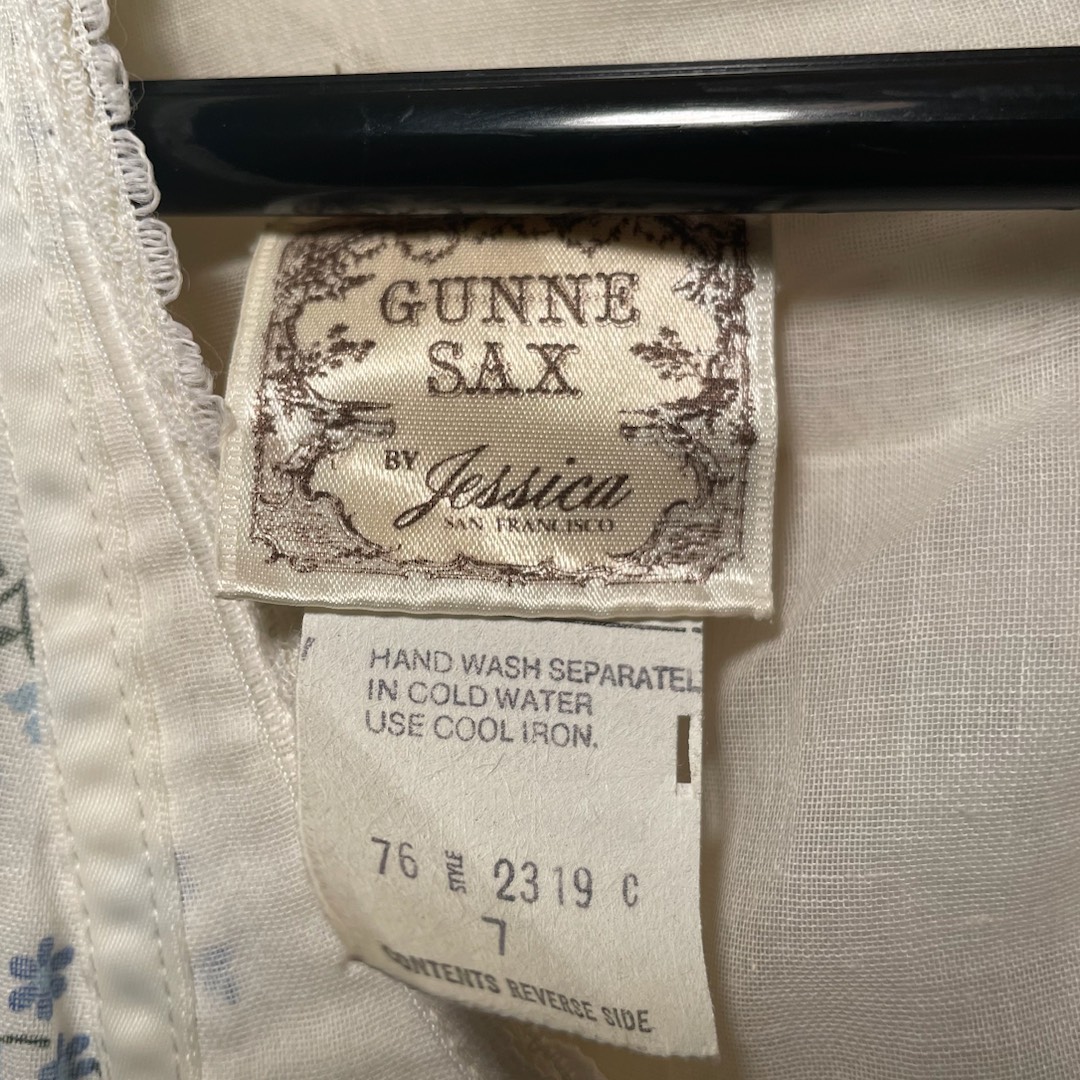 GUNNE
SAX
BY Jessica
SAN FRANCISCO
HAND WASH SEPARATEL
IN COLD WATER
USE COOL IRON.
76 STYLE 2319 C
7
CONTENTS REVERSE SIDE